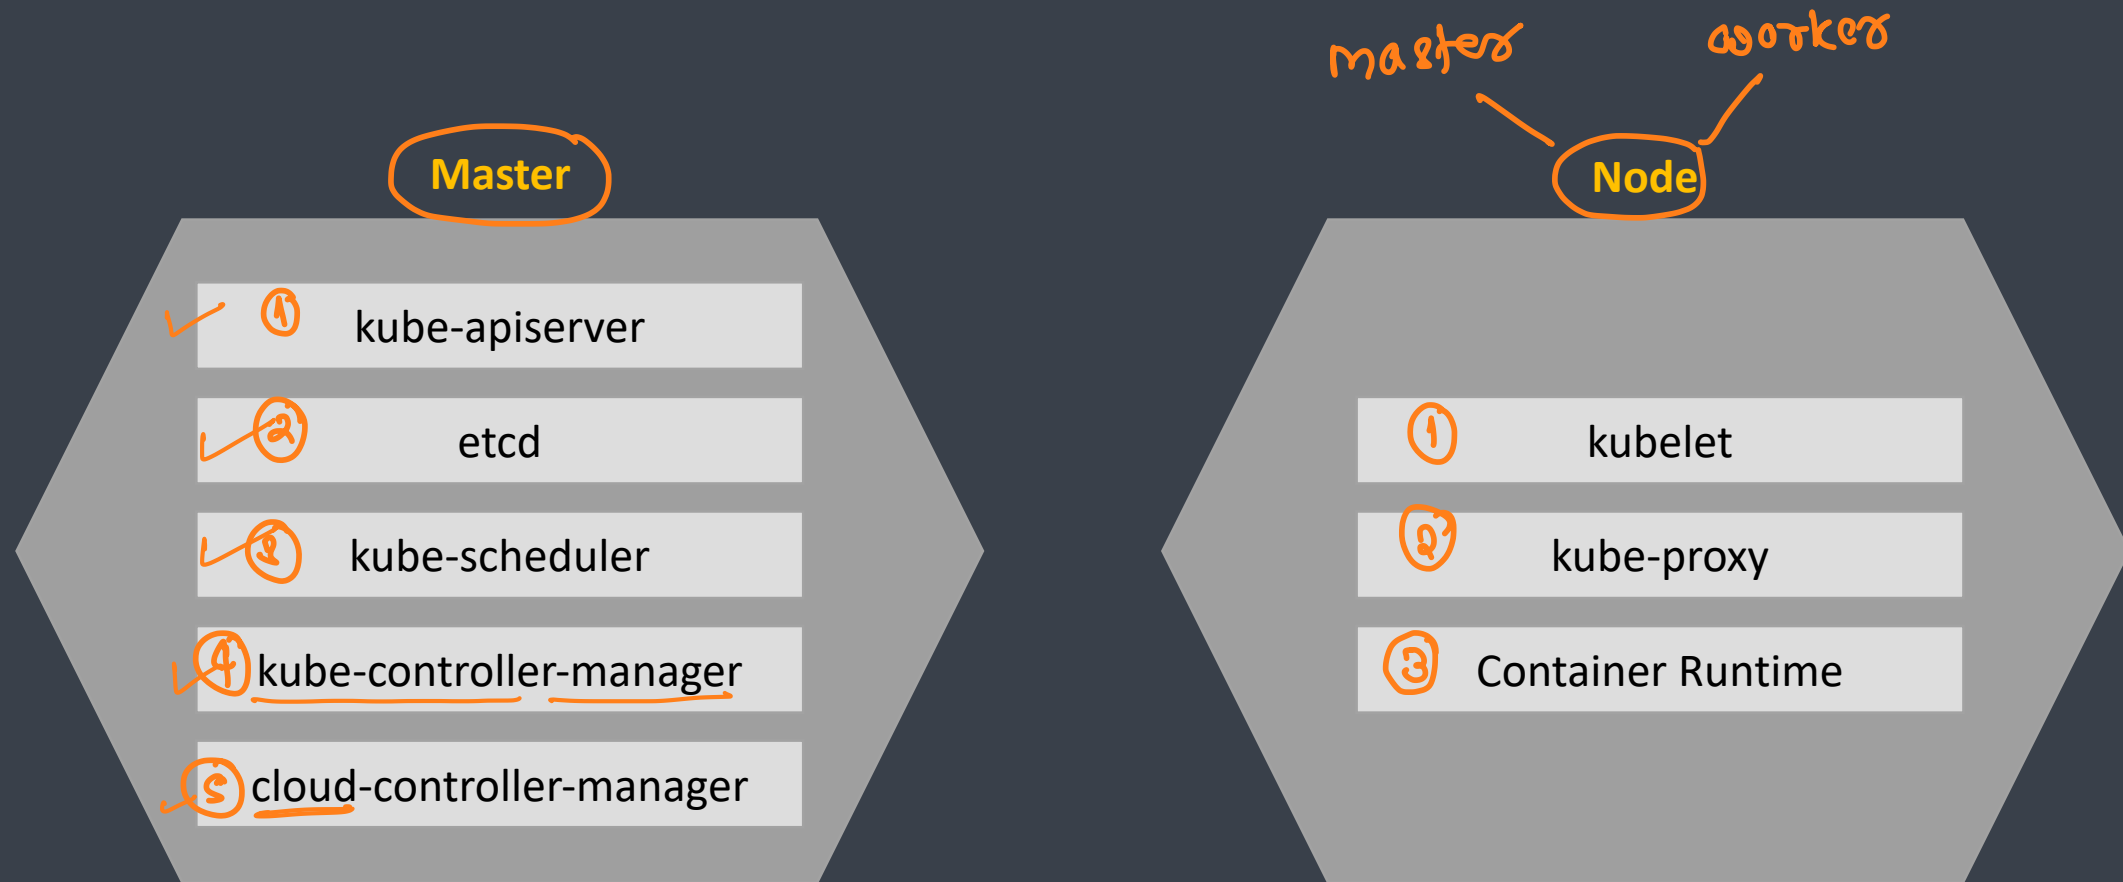 master
worker
Master
Node
1 kube-apiserver
2 etcd
3 kube-scheduler
4 kube-controller-manager
5 cloud-controller-manager
1 kubelet
2 kube-proxy
3 Container Runtime